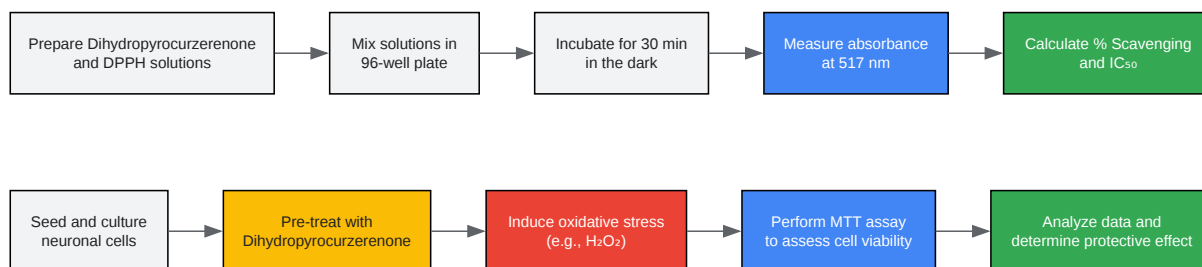 Prepare Dihydropyrocurzerenone
and DPPH solutions
Mix solutions in
96-well plate
Incubate for 30 min
in the dark
Measure absorbance
at 517 nm
Calculate % Scavenging
and IC₅₀
Seed and culture
neuronal cells
Pre-treat with
Dihydropyrocurzerenone
Induce oxidative stress
(e.g., H₂O₂)
Perform MTT assay
to assess cell viability
Analyze data and
determine protective effect